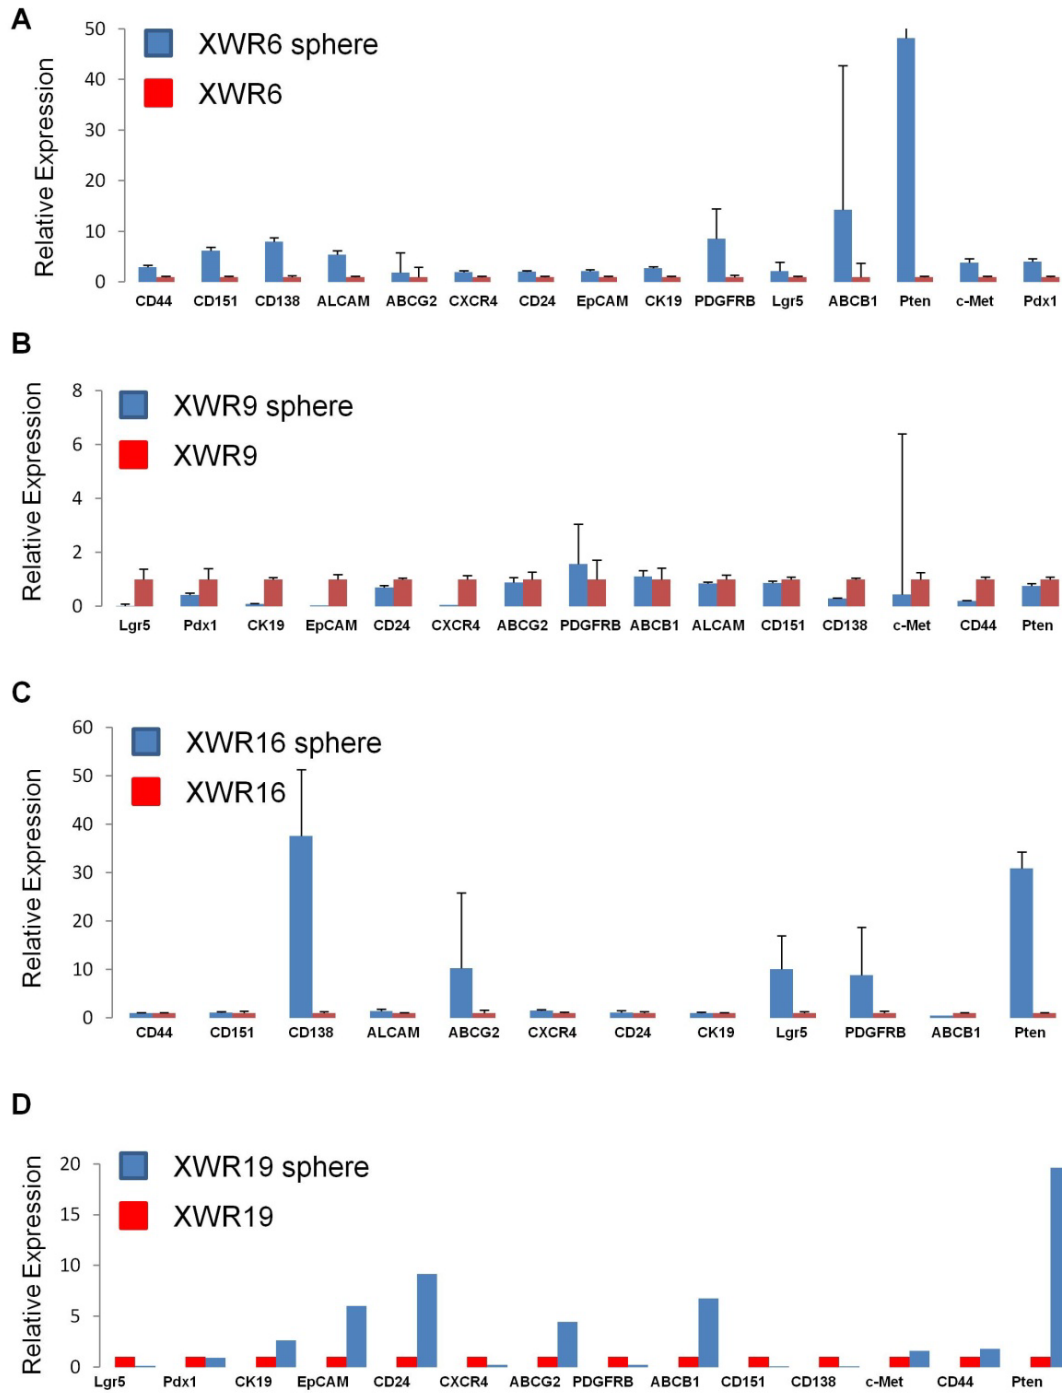 A
Relative Expression
50
40
30
20
10
0
XWR6 sphere
XWR6
CD44 CD151 CD138 ALCAM ABCG2 CXCR4 CD24 EpCAM CK19 PDGFRB Lgr5 ABCB1 Pten c-Met Pdx1
B
Relative Expression
8
6
4
2
0
XWR9 sphere
XWR9
Lgr5 Pdx1 CK19 EpCAM CD24 CXCR4 ABCG2 PDGFRB ABCB1 ALCAM CD151 CD138 c-Met CD44 Pten
C
Relative Expression
60
50
40
30
20
10
0
XWR16 sphere
XWR16
CD44 CD151 CD138 ALCAM ABCG2 CXCR4 CD24 CK19 Lgr5 PDGFRB ABCB1 Pten
D
Relative Expression
20
15
10
5
0
XWR19 sphere
XWR19
Lgr5 Pdx1 CK19 EpCAM CD24 CXCR4 ABCG2 PDGFRB ABCB1 CD151 CD138 c-Met CD44 Pten